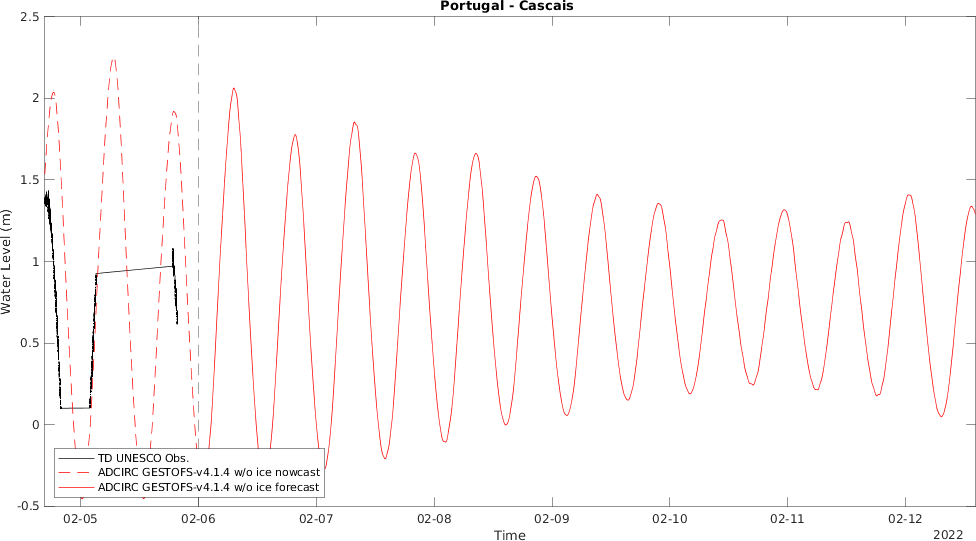 Portugal - Cascais
2.5
2
1.5
1
0.5
0
-0.5
Water Level (m)
TD UNESCO Obs.
ADCIRC GESTOFS-v4.1.4 w/o ice nowcast
ADCIRC GESTOFS-v4.1.4 w/o ice forecast
02-05 02-06 02-07 02-08 02-09 02-10 02-11 02-12
Time
2022